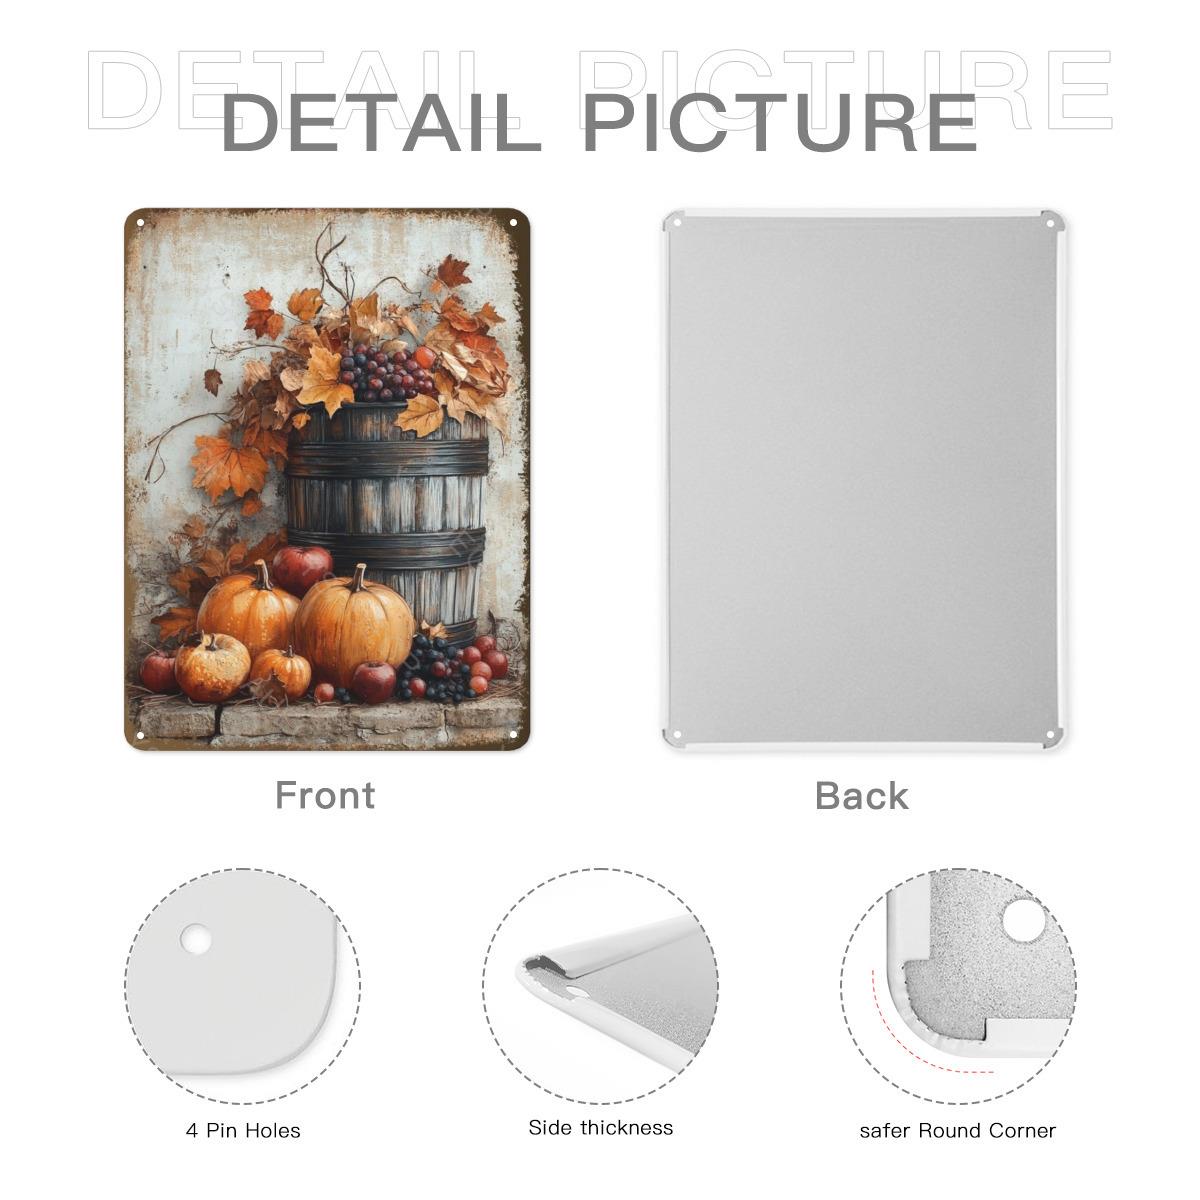 DETAIL PICTURE
DETAIL PICTURE
Front
Back
4 Pin Holes
Side thickness
safer Round Corner